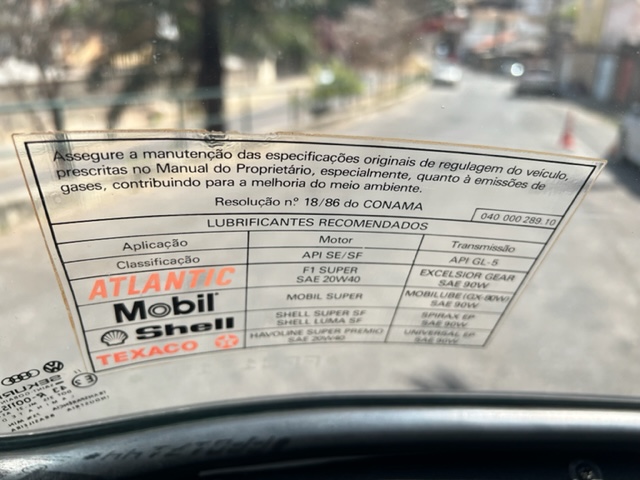 Assegure a manutenção das especificações originais de regulagem do veículo,
prescritas no Manual do Proprietário, especialmente, quanto à emissões de
gases, contribuindo para a melhoria do meio ambiente.
Resolução n.º 18/86 do CONAMA
040 000 289.10
LUBRIFICANTES RECOMENDADOS
Aplicação Motor Transmissão
Classificação API SE/SF API GL-5
ATLANTIC F1 SUPER SAE 20W40 EXCELSIOR GEAR SAE 90W
Mobil MOBIL SUPER MOBILUBE (GX-90W) SAE 90W
Shell SHELL SUPER SF SHELL LUMA SF SPIRAX EP SAE 90W
TEXACO HAVOLINE SUPER PREMIO SAE 20W40 UNIVERSAL EP SAE 90W